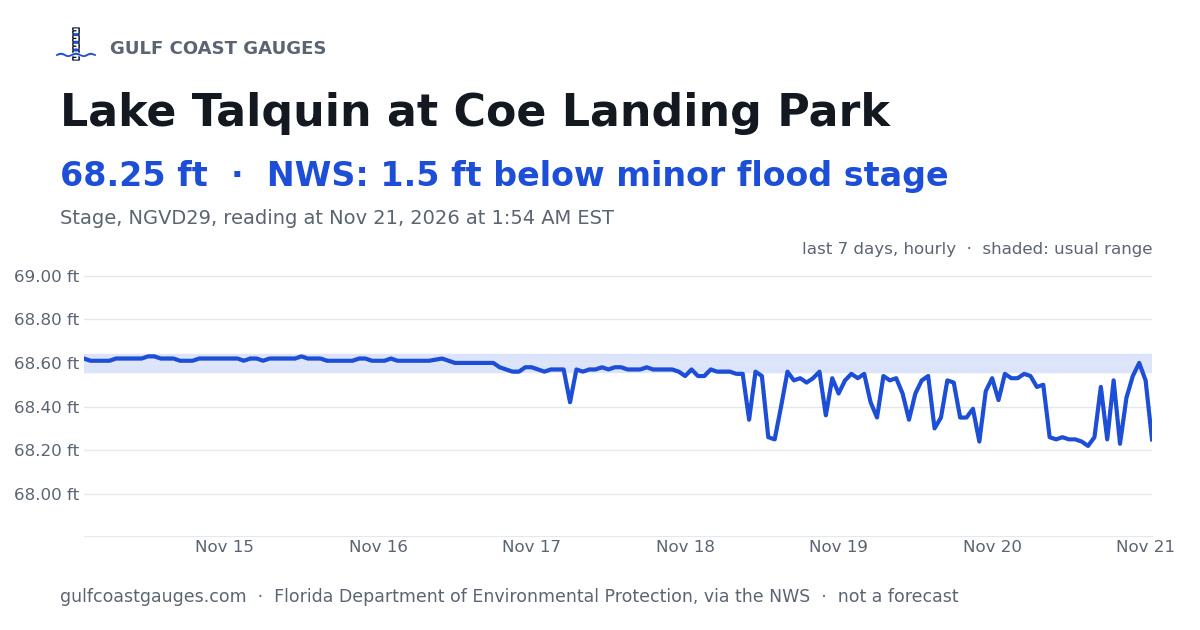 GULF COAST GAUGES
Lake Talquin at Coe Landing Park
68.25 ft · NWS: 1.5 ft below minor flood stage
Stage, NGVD29, reading at Nov 21, 2026 at 1:54 AM EST
last 7 days, hourly · shaded: usual range
69.00 ft
68.80 ft
68.60 ft
68.40 ft
68.20 ft
68.00 ft
Nov 15 Nov 16 Nov 17 Nov 18 Nov 19 Nov 20 Nov 21
gulfcoastgauges.com · Florida Department of Environmental Protection, via the NWS · not a forecast